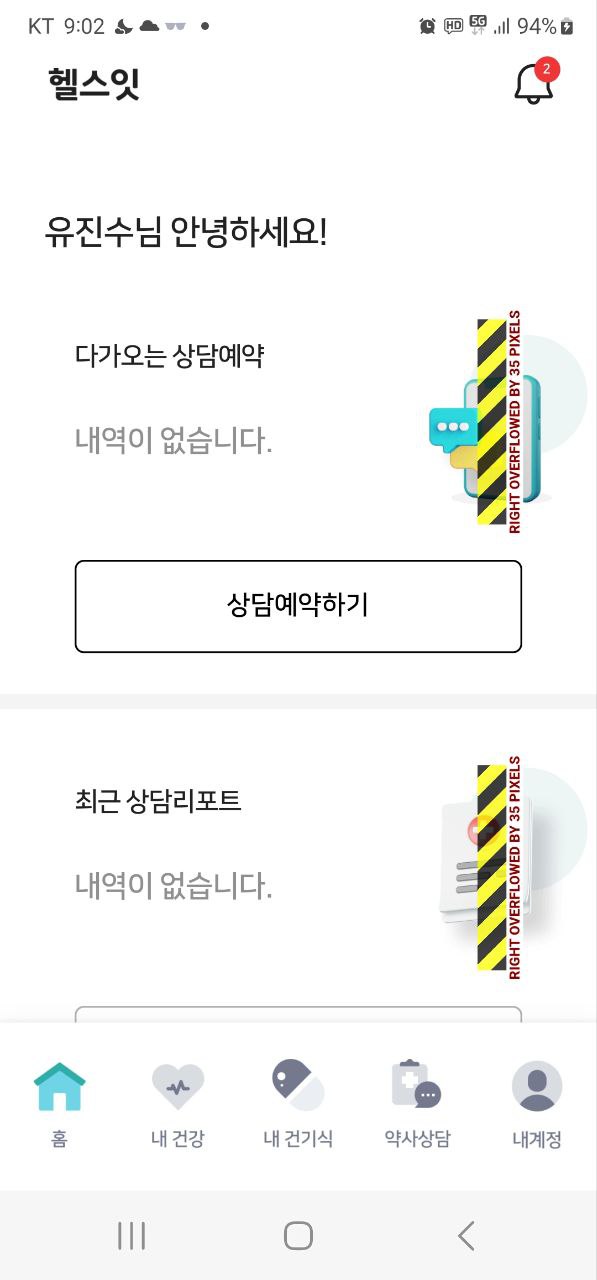 KT 9:02 HD 5G 94%
헬스잇
2
유진수님 안녕하세요!
다가오는 상담예약
내역이 없습니다.
RIGHT OVERFLOWED BY 35 PIXELS
상담예약하기
최근 상담리포트
내역이 없습니다.
RIGHT OVERFLOWED BY 35 PIXELS
홈 내 건강 내 건기식 약사상담 내계정